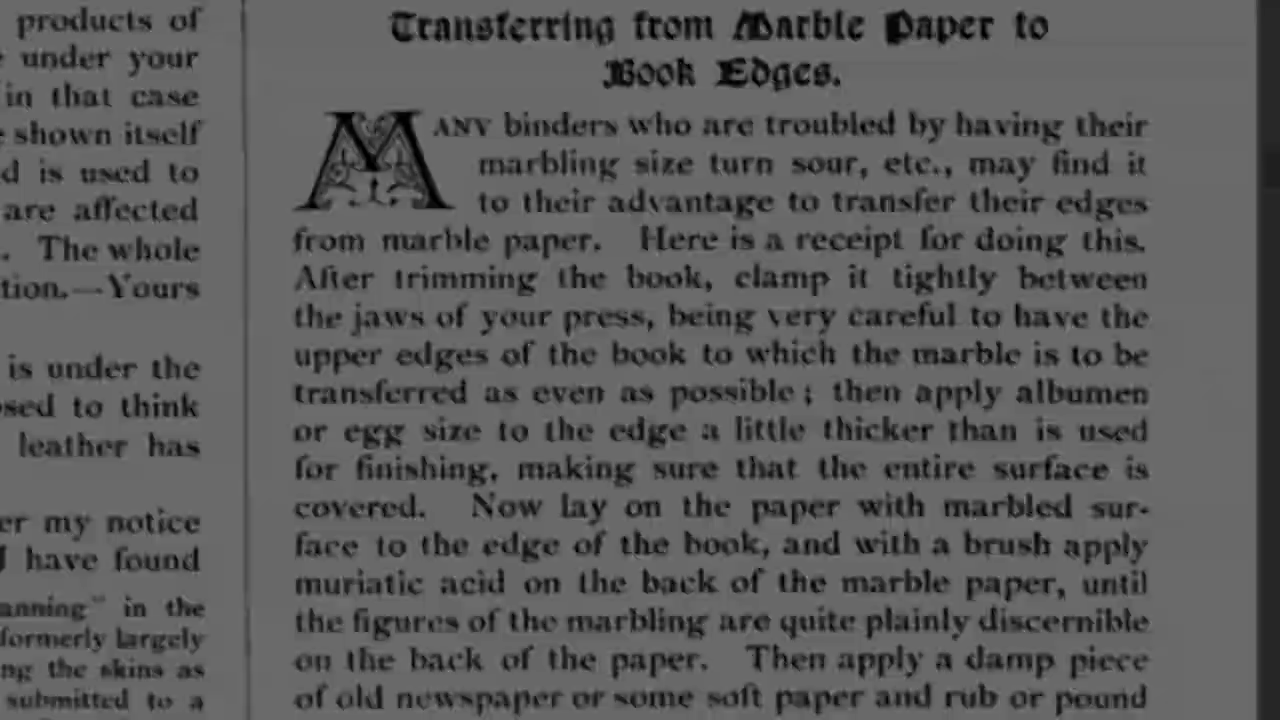 products of
under your
in that case
shown itself
d is used to
are affected
. The whole
tion.—Yours
is under the
sed to think
leather has
er my notice
I have found
anning" in the
formerly largely
ng the skins as
submitted to a
Transferring from Marble Paper to
Book Edges.
MANY binders who are troubled by having their
marbling size turn sour, etc., may find it
to their advantage to transfer their edges
from marble paper. Here is a receipt for doing this.
After trimming the book, clamp it tightly between
the jaws of your press, being very careful to have the
upper edges of the book to which the marble is to be
transferred as even as possible; then apply albumen
or egg size to the edge a little thicker than is used
for finishing, making sure that the entire surface is
covered. Now lay on the paper with marbled sur-
face to the edge of the book, and with a brush apply
muriatic acid on the back of the marble paper, until
the figures of the marbling are quite plainly discernible
on the back of the paper. Then apply a damp piece
of old newspaper or some soft paper and rub or pound